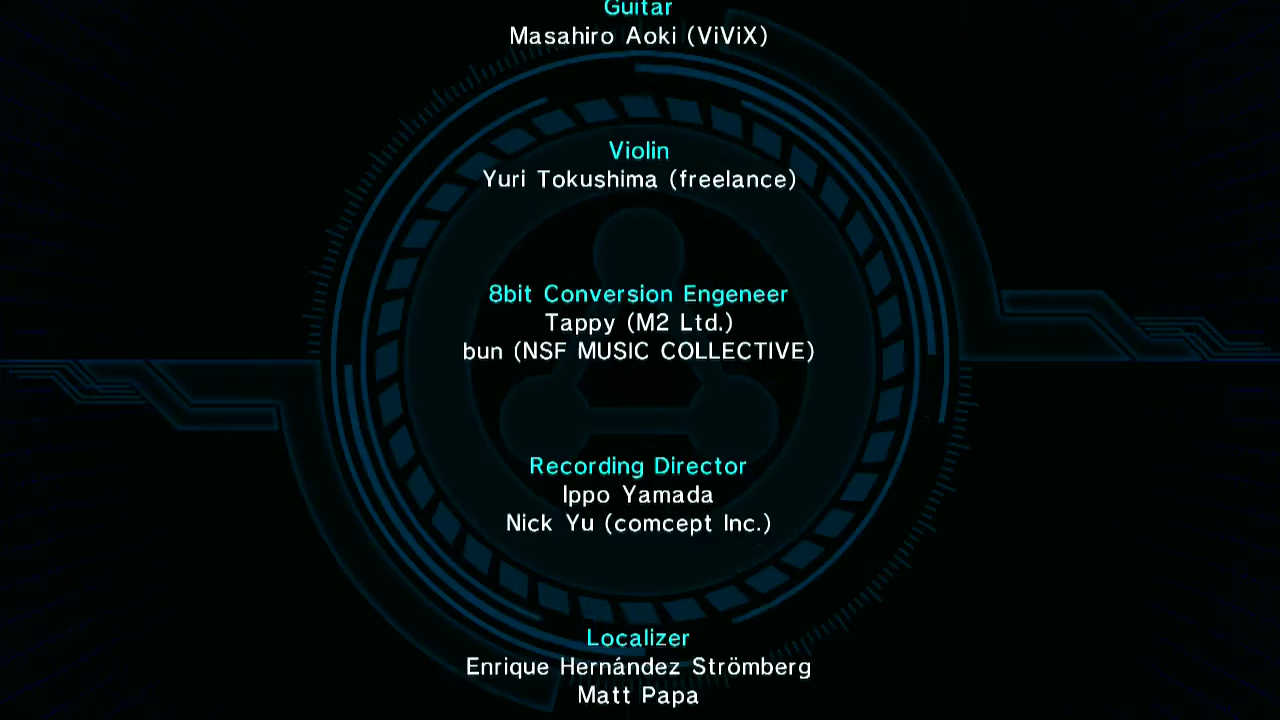 Guitar
Masahiro Aoki (ViViX)
Violin
Yuri Tokushima (freelance)
8bit Conversion Engeneer
Tappy (M2 Ltd.)
bun (NSF MUSIC COLLECTIVE)
Recording Director
Ippo Yamada
Nick Yu (comcept Inc.)
Localizer
Enrique Hernández Strömberg
Matt Papa